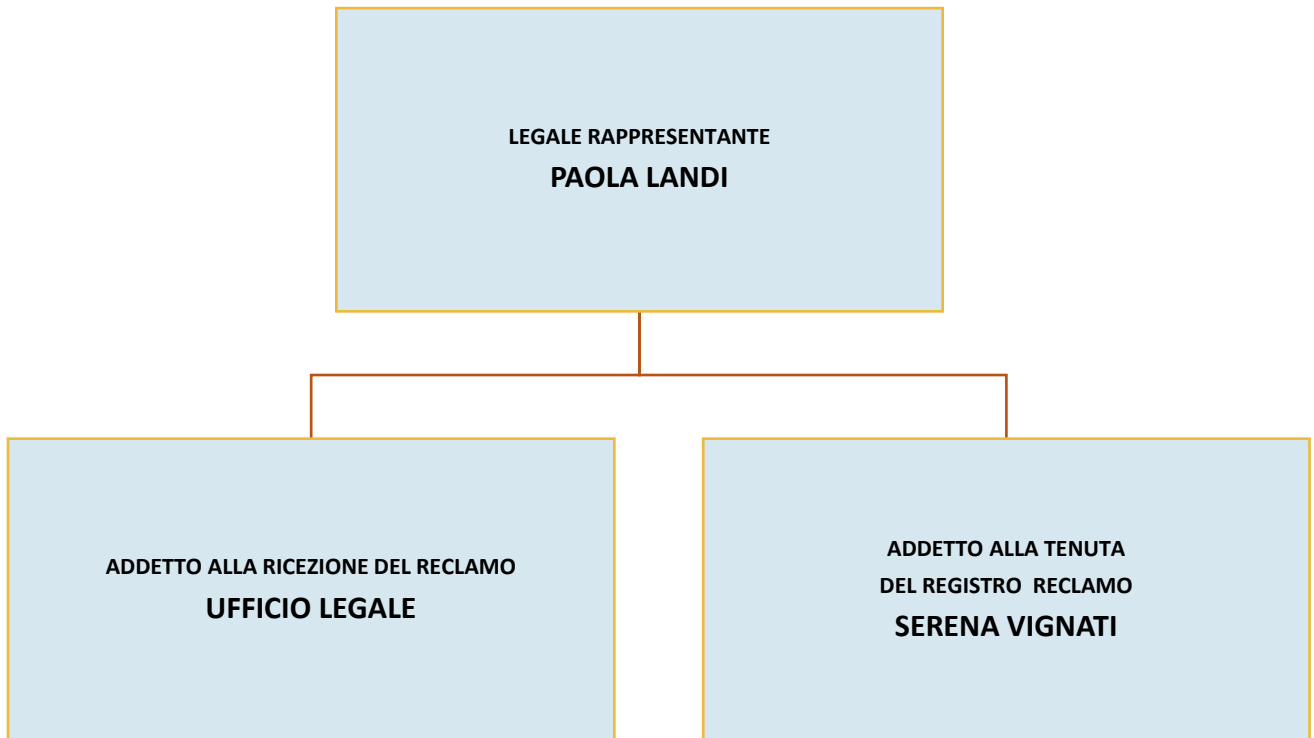 LEGALE RAPPRESENTANTE
PAOLA LANDI
ADDETTO ALLA RICEZIONE DEL RECLAMO
UFFICIO LEGALE
ADDETTO ALLA TENUTA
DEL REGISTRO RECLAMO
SERENA VIGNATI